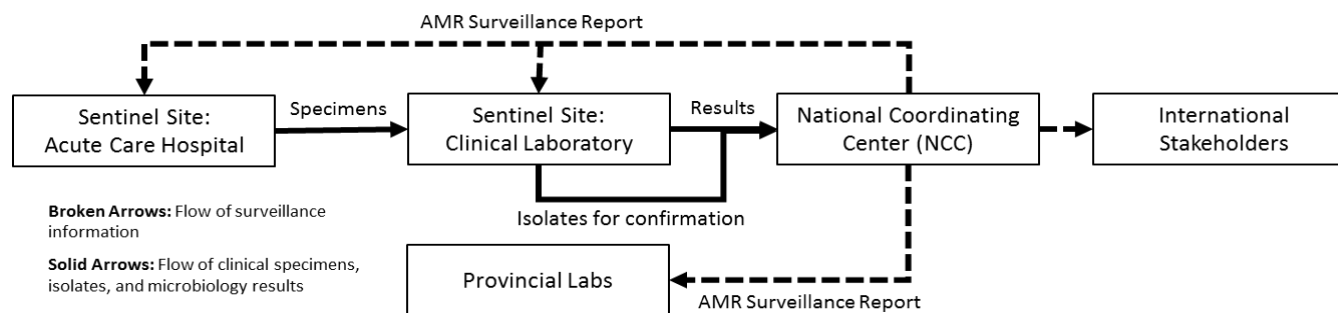 AMR Surveillance Report
Sentinel Site:
Acute Care Hospital
Specimens
Sentinel Site:
Clinical Laboratory
Results
National Coordinating
Center (NCC)
International
Stakeholders
Isolates for confirmation
Broken Arrows: Flow of surveillance
information
Solid Arrows: Flow of clinical specimens,
isolates, and microbiology results
Provincial Labs
AMR Surveillance Report